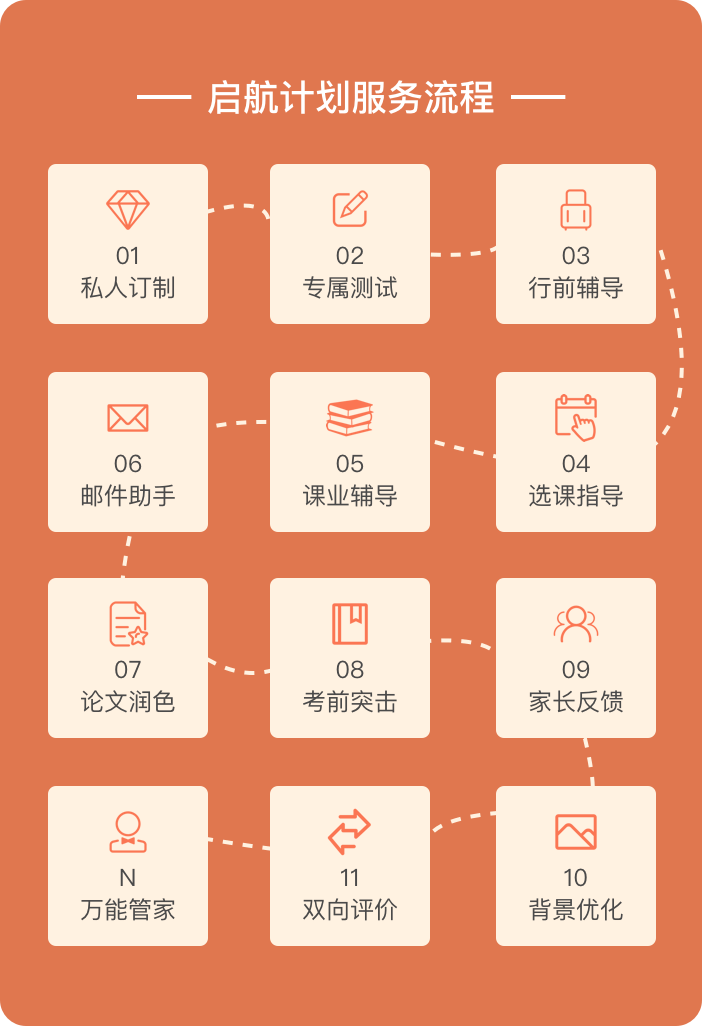 启航计划服务流程
01
私人订制
02
专属测试
03
行前辅导
04
选课指导
05
课业辅导
06
邮件助手
07
论文润色
08
考前突击
09
家长反馈
10
背景优化
11
双向评价
N
万能管家